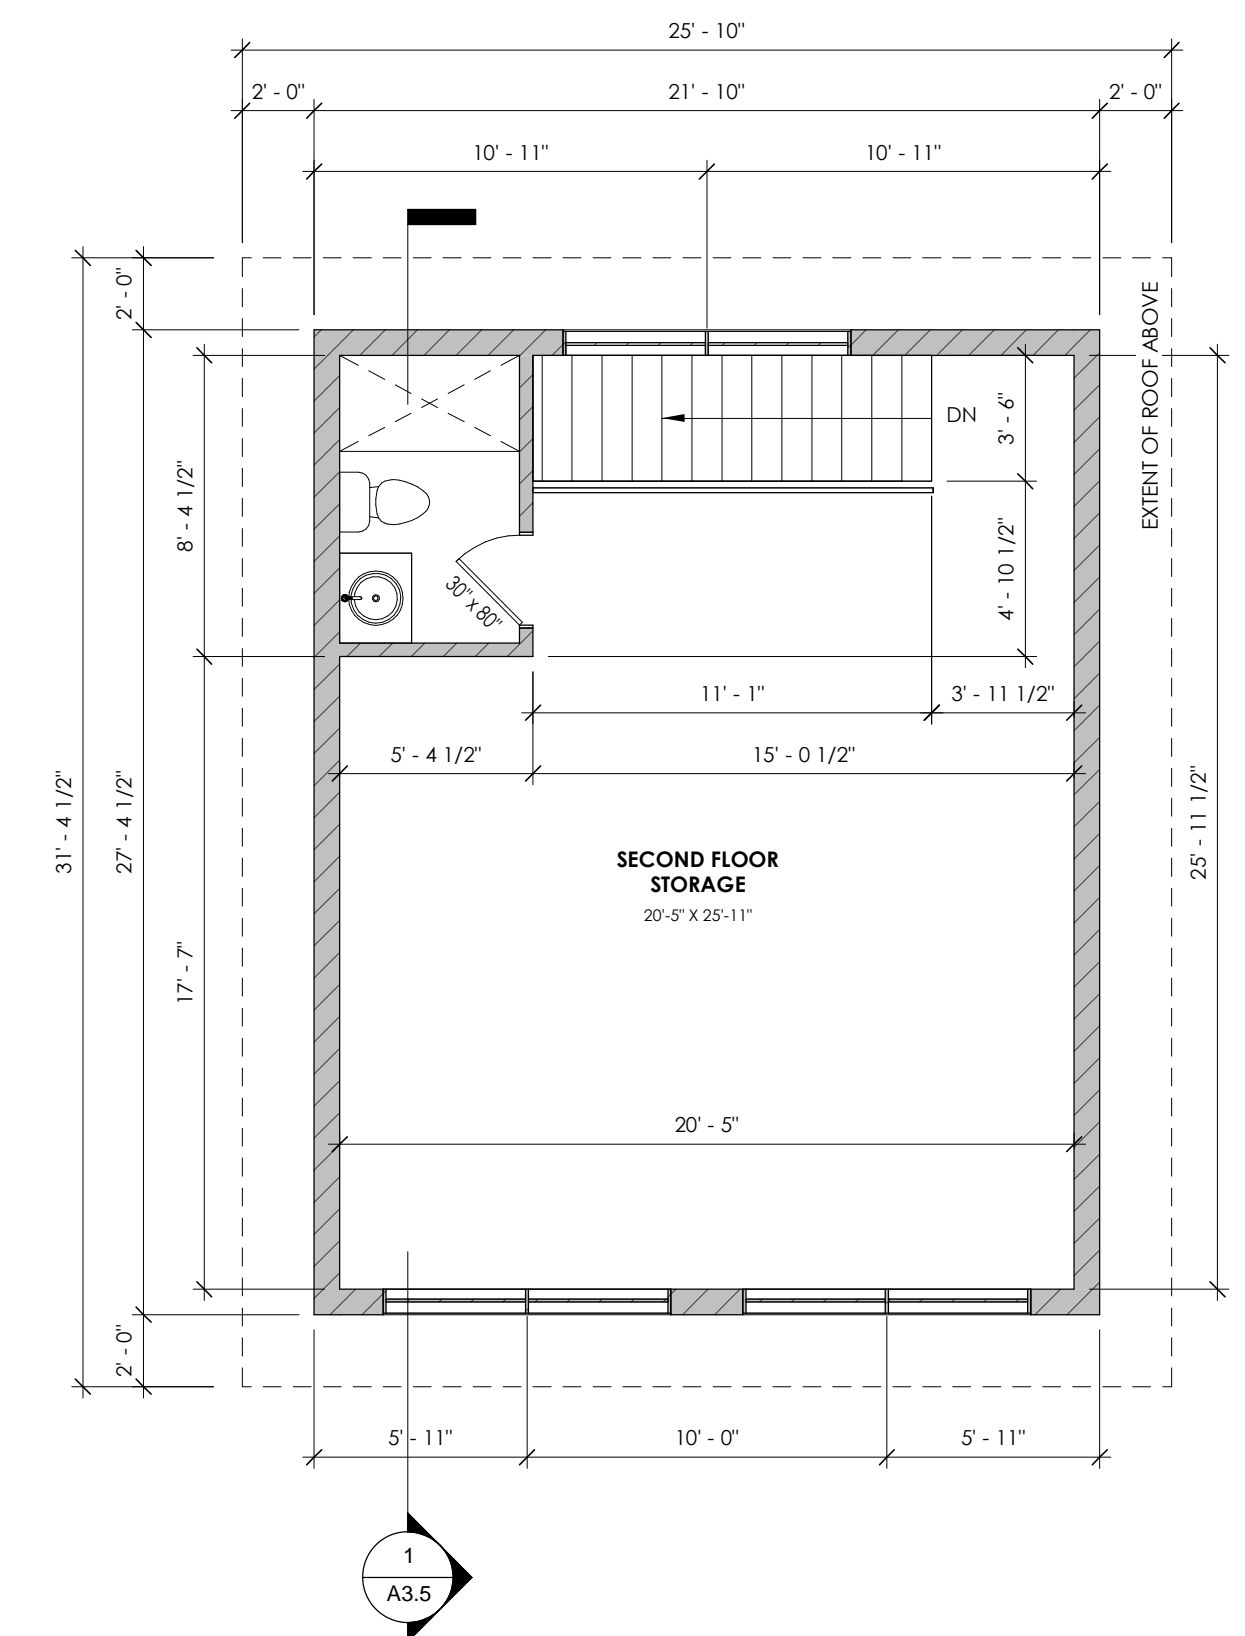 25' - 10"
2' - 0"
21' - 10"
2' - 0"
10' - 11"
10' - 11"
2' - 0"
EXTENT OF ROOF ABOVE
DN
3' - 6"
8' - 4 1/2"
4' - 10 1/2"
30" x 80"
11' - 1"
3' - 11 1/2"
5' - 4 1/2"
15' - 0 1/2"
31' - 4 1/2"
27' - 4 1/2"
25' - 11 1/2"
SECOND FLOOR
STORAGE
20'-5" X 25'-11"
17' - 7"
20' - 5"
2' - 0"
5' - 11"
10' - 0"
5' - 11"
1
A3.5